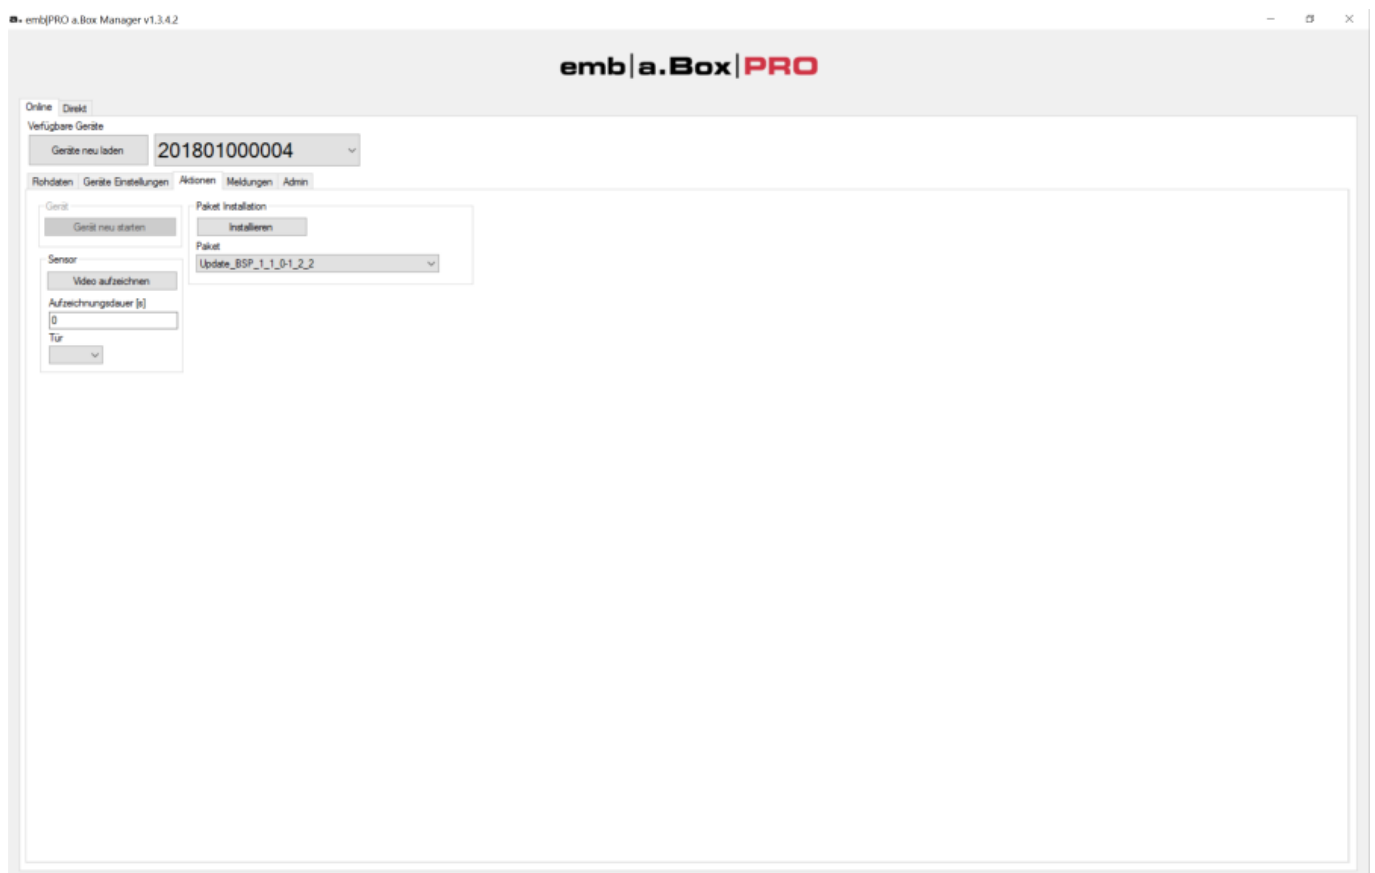 a. emb|PRO a.Box Manager v1.3.4.2
emb|a.Box|PRO
Online Direkt
Verfügbare Geräte
Geräte neu laden 201801000004
Rohdaten Geräte Einstellungen Aktionen Meldungen Admin
Gerät
Gerät neu starten
Sensor
Video aufzeichnen
Aufzeichnungsdauer [s]
0
Tür
Paket Installation
Installieren
Paket
Update_BSP_1_1_0-1_2_2